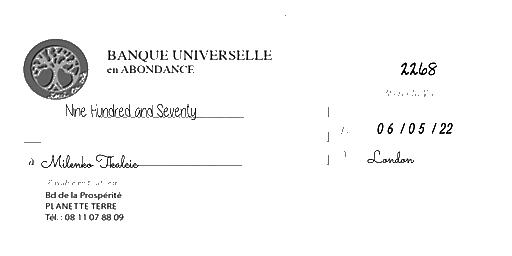 BANQUE UNIVERSELLE
en ABONDANCE
2268
Nine Hundred and Seventy
06/05/22
à Milenko Tkalcic
London
Bd de la Prospérité
PLANETTE TERRE
Tél. : 08 11 07 88 09